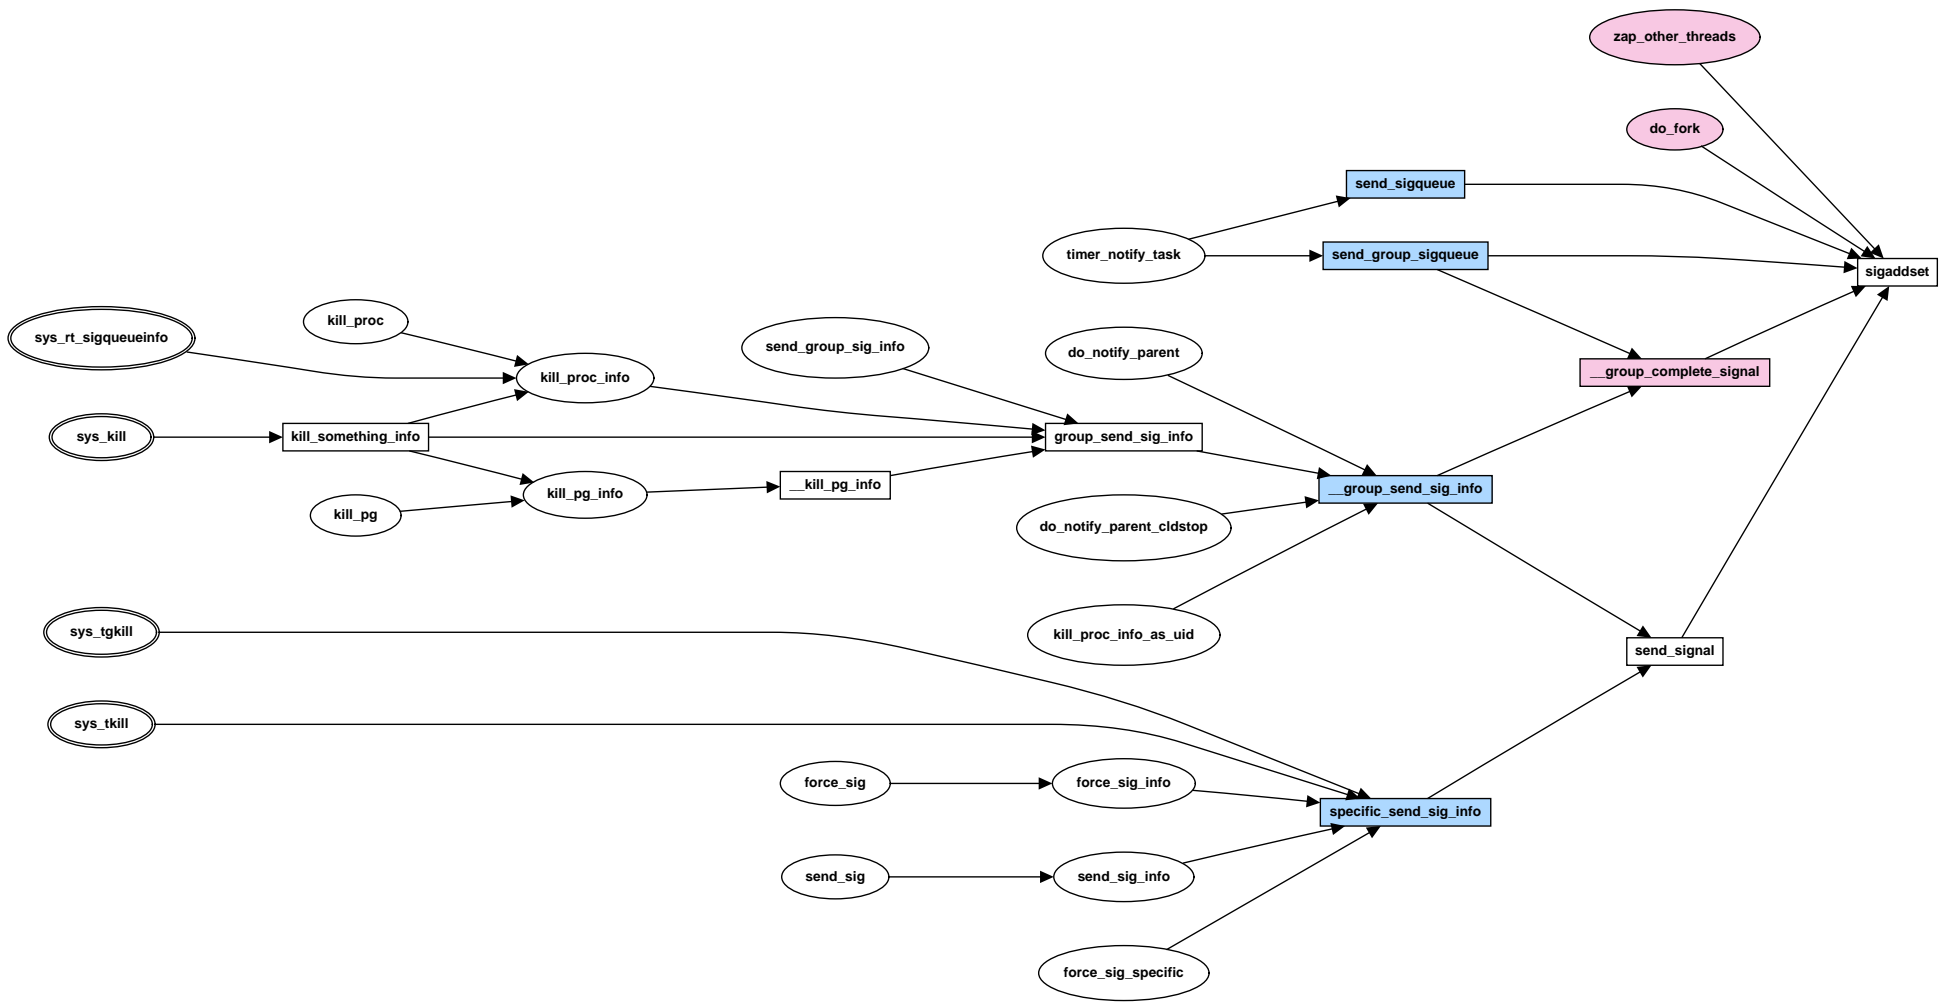 zap_other_threads
do_fork
send_sigqueue
timer_notify_task
send_group_sigqueue
sigaddset
sys_rt_sigqueueinfo
kill_proc
send_group_sig_info
do_notify_parent
kill_proc_info
__group_complete_signal
sys_kill
kill_something_info
group_send_sig_info
kill_pg_info
__kill_pg_info
__group_send_sig_info
kill_pg
do_notify_parent_cldstop
sys_tgkill
kill_proc_info_as_uid
send_signal
sys_tkill
force_sig
force_sig_info
specific_send_sig_info
send_sig
send_sig_info
force_sig_specific